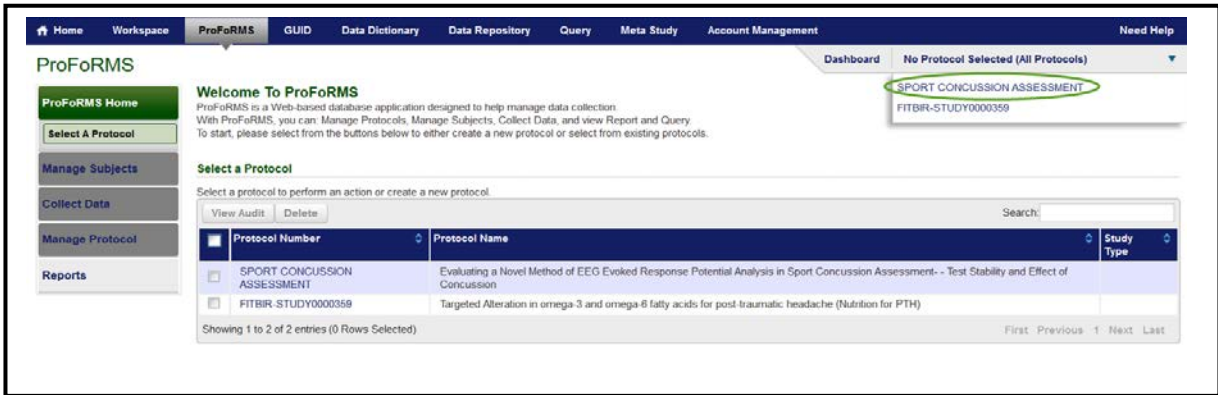 Home Workspace ProFoRMS GUID Data Dictionary Data Repository Query Meta Study Account Management Need Help
ProFoRMS
Dashboard No Protocol Selected (All Protocols)
SPORT CONCUSSION ASSESSMENT
FITBIR-STUDY0000359
ProFoRMS Home
Select A Protocol
Manage Subjects
Collect Data
Manage Protocol
Reports
Welcome To ProFoRMS
ProFoRMS is a Web-based database application designed to help manage data collection.
With ProFoRMS, you can: Manage Protocols, Manage Subjects, Collect Data, and view Report and Query.
To start, please select from the buttons below to either create a new protocol or select from existing protocols.
Select a Protocol
Select a protocol to perform an action or create a new protocol.
View Audit Delete Search:
Protocol Number Protocol Name Study
Type
SPORT CONCUSSION
ASSESSMENT
Evaluating a Novel Method of EEG Evoked Response Potential Analysis in Sport Concussion Assessment- - Test Stability and Effect of
Concussion
FITBIR-STUDY0000359 Targeted Alteration in omega-3 and omega-6 fatty acids for post-traumatic headache (Nutrition for PTH)
Showing 1 to 2 of 2 entries (0 Rows Selected) First Previous 1 Next Last